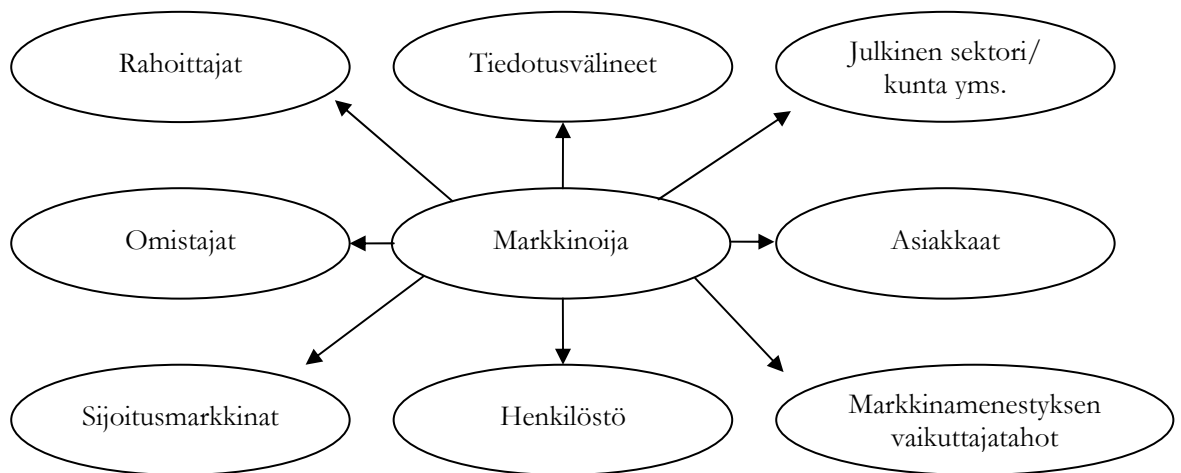 Rahoittajat
Tiedotusvälineet
Julkinen sektori/
kunta yms.
Omistajat
Markkinoija
Asiakkaat
Sijoitusmarkkinat
Henkilöstö
Markkinamenestyksen
vaikuttajatahot